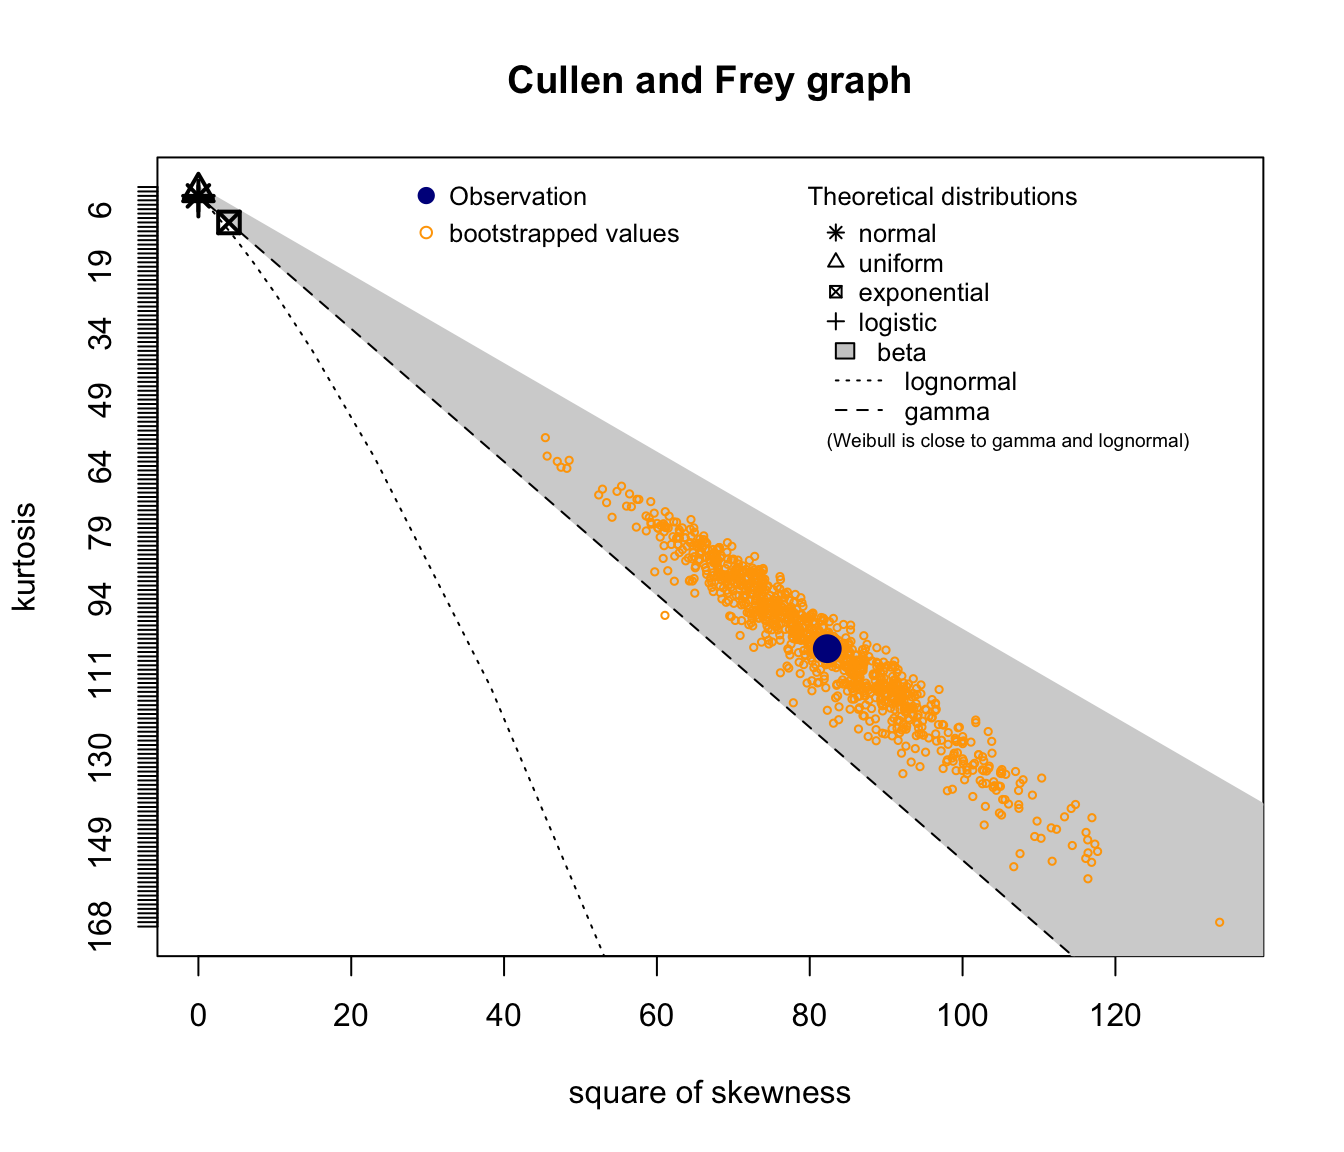 Cullen and Frey graph
Observation
bootstrapped values
Theoretical distributions
normal
uniform
exponential
logistic
beta
lognormal
gamma
(Weibull is close to gamma and lognormal)
kurtosis
6
19
34
49
64
79
94
111
130
149
168
0 20 40 60 80 100 120
square of skewness